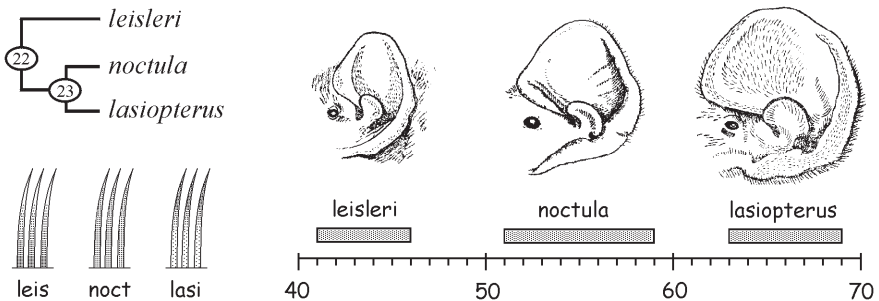 leisleri
22
noctula
23
lasiopterus
leisleri noctula lasiopterus
leis noct lasi
40 50 60 70